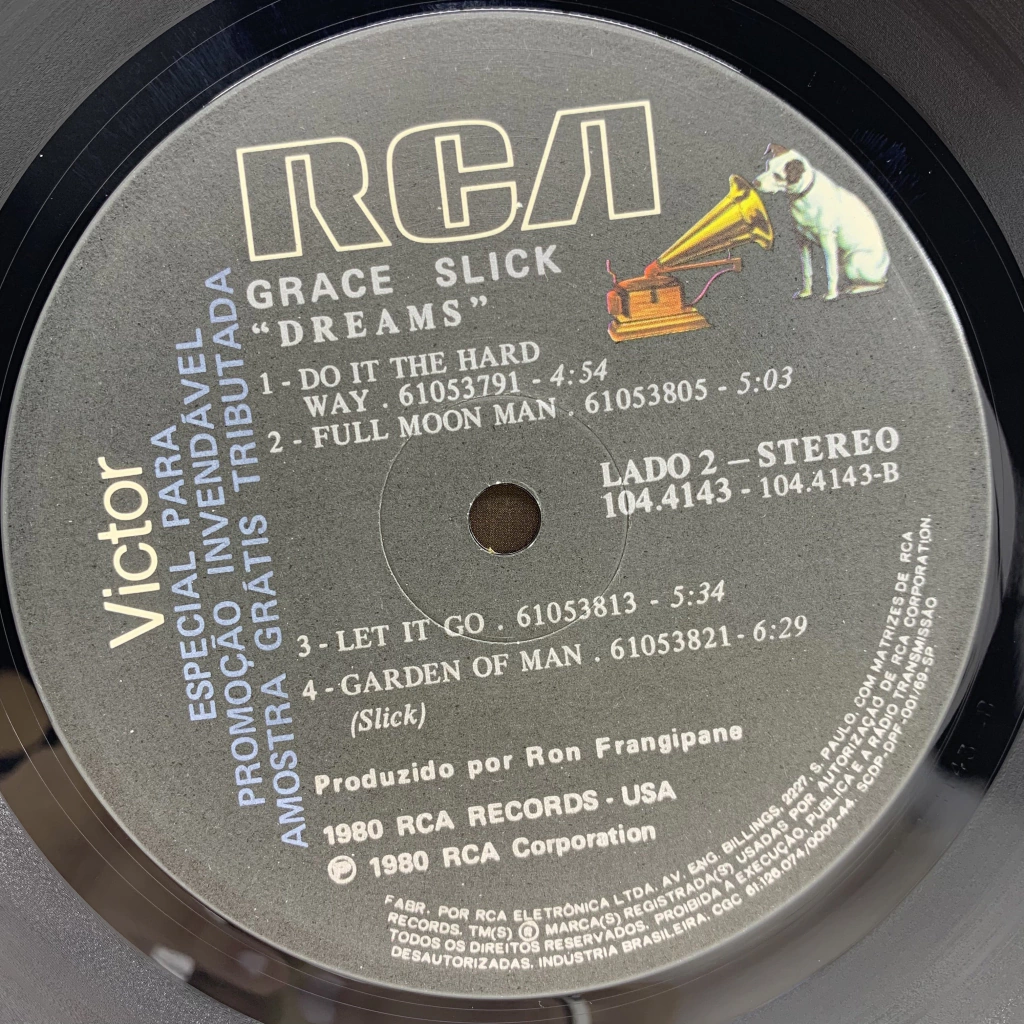 RCA
GRACE SLICK
"DREAMS"
1 - DO IT THE HARD
WAY . 61053791 - 4:54
2 - FULL MOON MAN . 61053805 - 5:03
LADO 2 – STEREO
104.4143 - 104.4143-B
3 - LET IT GO . 61053813 - 5:34
4 - GARDEN OF MAN . 61053821 - 6:29
(Slick)
Produzido por Ron Frangipane
1980 RCA RECORDS - USA
℗ 1980 RCA Corporation
Victor
ESPECIAL PARA
PROMOÇÃO INVENDÁVEL
AMOSTRA GRÁTIS TRIBUTADA
FABR. POR RCA ELETRÔNICA LTDA. AV. ENG. BILLINGS, 2227. S. PAULO, COM MATRIZES DE RCA
RECORDS. TM(S) ® MARCA(S) REGISTRADA(S) USADAS POR AUTORIZAÇÃO DE RCA CORPORATION.
TODOS OS DIREITOS RESERVADOS. PROIBIDA A EXECUÇÃO, PÚBLICA E A RÁDIO TRANSMISSÃO
DESAUTORIZADAS. INDÚSTRIA BRASILEIRA. CGC 61.126.074/0002-44. SCDP-DPF-001/69-SP.